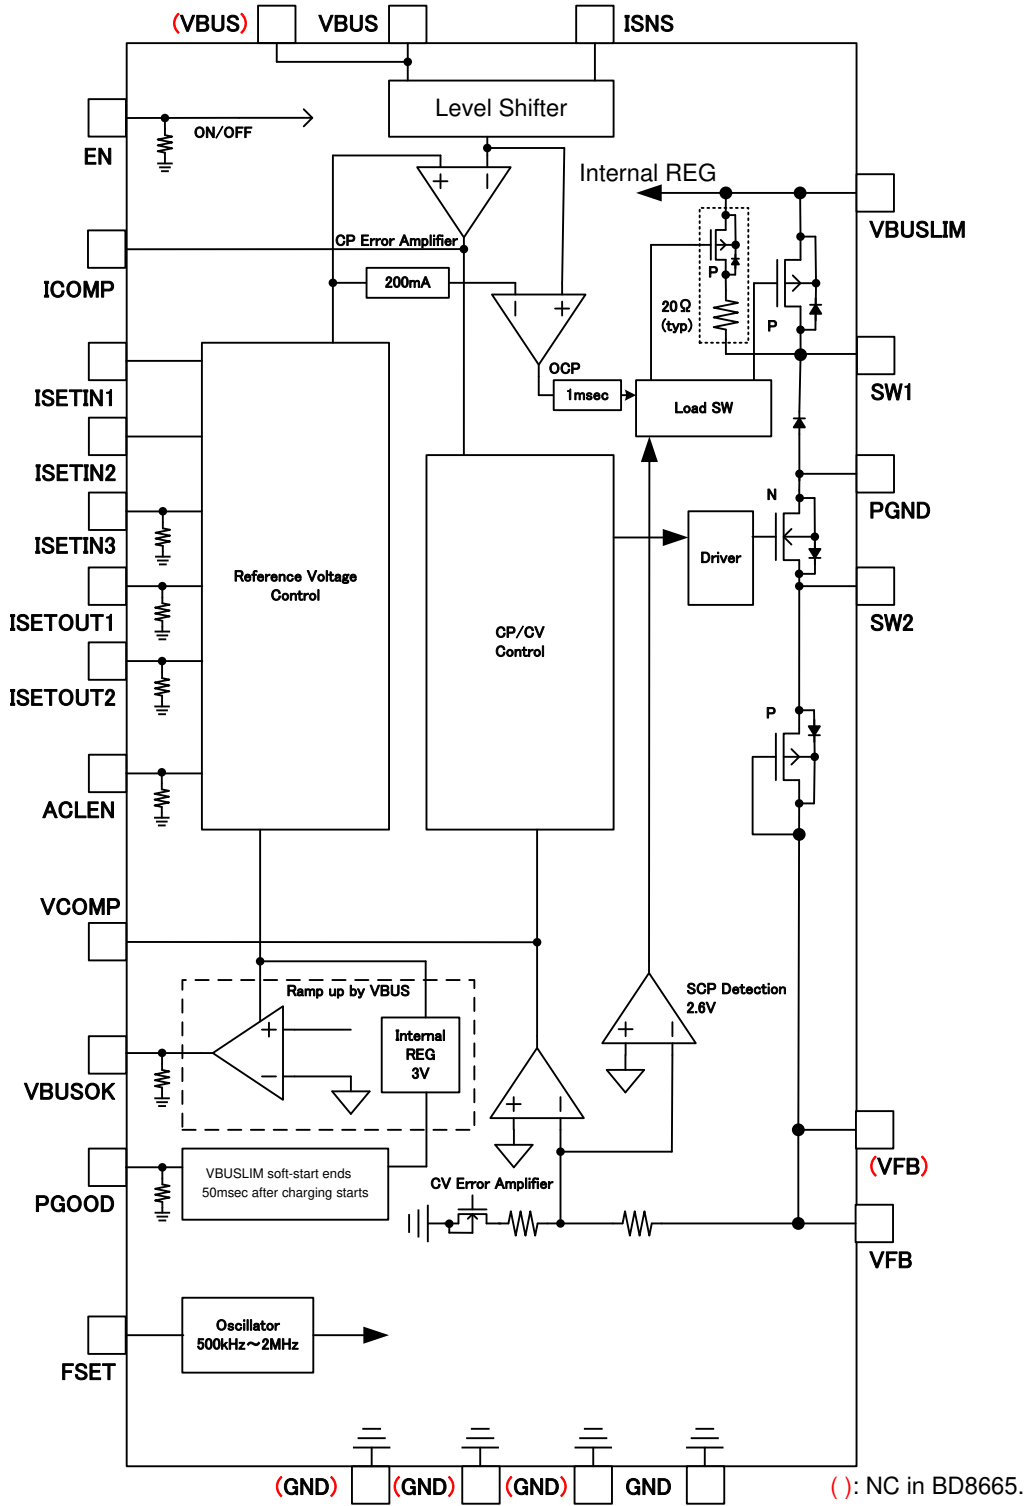 (VBUS)
VBUS
ISNS
Level Shifter
ON/OFF
EN
Internal REG
VBUSLIM
CP Error Amplifier
ICOMP
200mA
P
20Ω
(typ)
P
OCP
1msec
Load SW
SW1
ISETIN1
ISETIN2
ISETIN3
N
PGND
Driver
Reference Voltage
Control
CP/CV
Control
ISETOUT1
SW2
ISETOUT2
P
ACLEN
VCOMP
Ramp up by VBUS
SCP Detection
2.6V
Internal
REG
3V
VBUSOK
VBUSLIM soft-start ends
50msec after charging starts
PGOOD
CV Error Amplifier
(VFB)
VFB
Oscillator
500kHz～2MHz
FSET
(GND)
(GND)
(GND)
GND
( ): NC in BD8665.